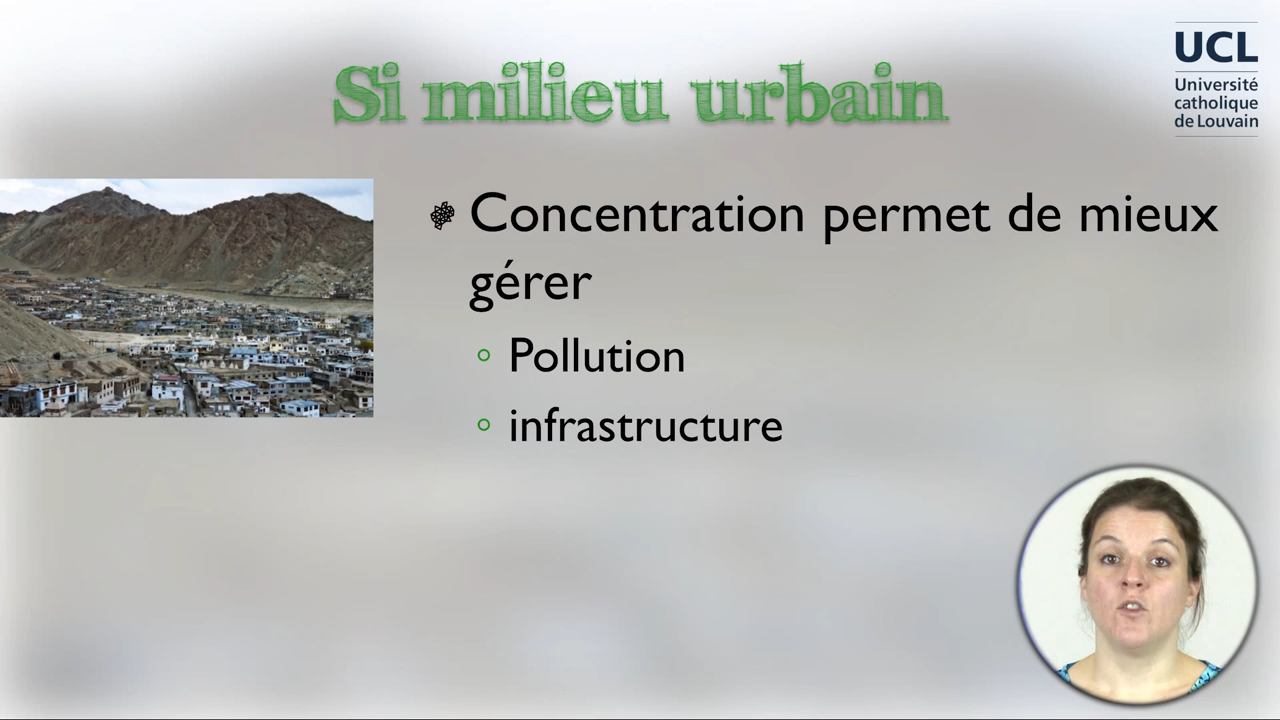 Si milieu urbain
UCL
Université
catholique
de Louvain
Concentration permet de mieux
gérer
Pollution
infrastructure